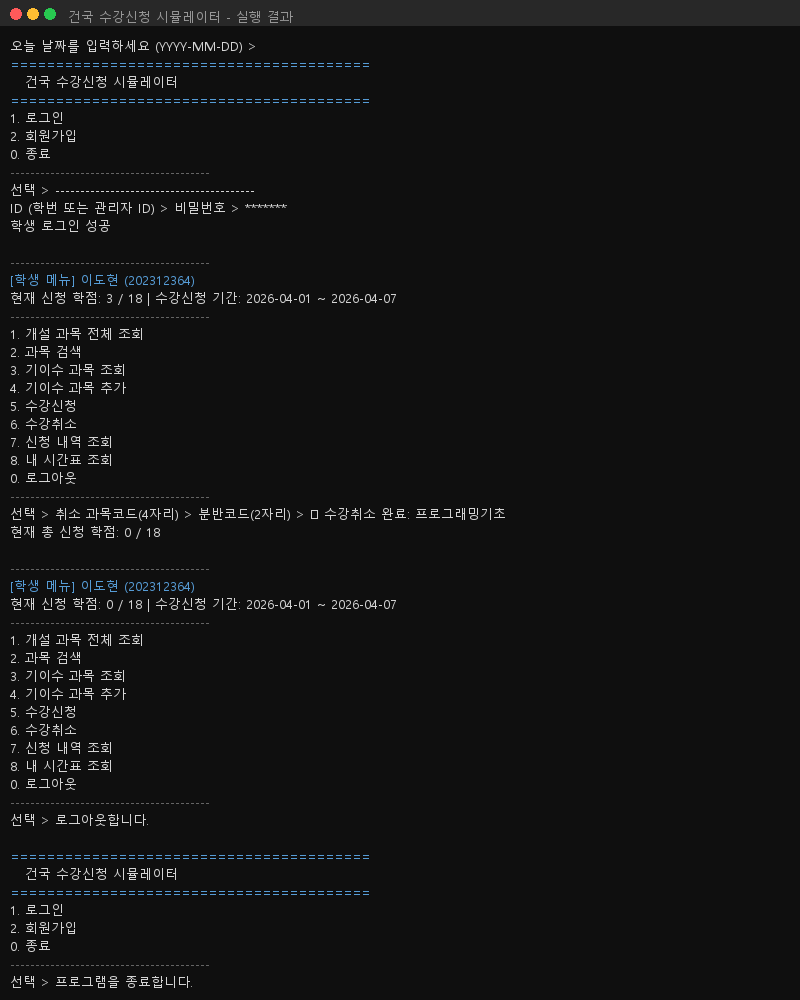 건국 수강신청 시뮬레이터 - 실행 결과
오늘 날짜를 입력하세요 (YYYY-MM-DD) >
========================================
건국 수강신청 시뮬레이터
========================================
1. 로그인
2. 회원가입
0. 종료
----------------------------------------
선택 > ----------------------------------------
ID (학번 또는 관리자 ID) > 비밀번호 > *******
학생 로그인 성공
----------------------------------------
[학생 메뉴] 이도현 (202312364)
현재 신청 학점: 3 / 18 | 수강신청 기간: 2026-04-01 ~ 2026-04-07
----------------------------------------
1. 개설 과목 전체 조회
2. 과목 검색
3. 기이수 과목 조회
4. 기이수 과목 추가
5. 수강신청
6. 수강취소
7. 신청 내역 조회
8. 내 시간표 조회
0. 로그아웃
----------------------------------------
선택 > 취소 과목코드(4자리) > 분반코드(2자리) > ▯ 수강취소 완료: 프로그래밍기초
현재 총 신청 학점: 0 / 18
----------------------------------------
[학생 메뉴] 이도현 (202312364)
현재 신청 학점: 0 / 18 | 수강신청 기간: 2026-04-01 ~ 2026-04-07
----------------------------------------
1. 개설 과목 전체 조회
2. 과목 검색
3. 기이수 과목 조회
4. 기이수 과목 추가
5. 수강신청
6. 수강취소
7. 신청 내역 조회
8. 내 시간표 조회
0. 로그아웃
----------------------------------------
선택 > 로그아웃합니다.
========================================
건국 수강신청 시뮬레이터
========================================
1. 로그인
2. 회원가입
0. 종료
----------------------------------------
선택 > 프로그램을 종료합니다.